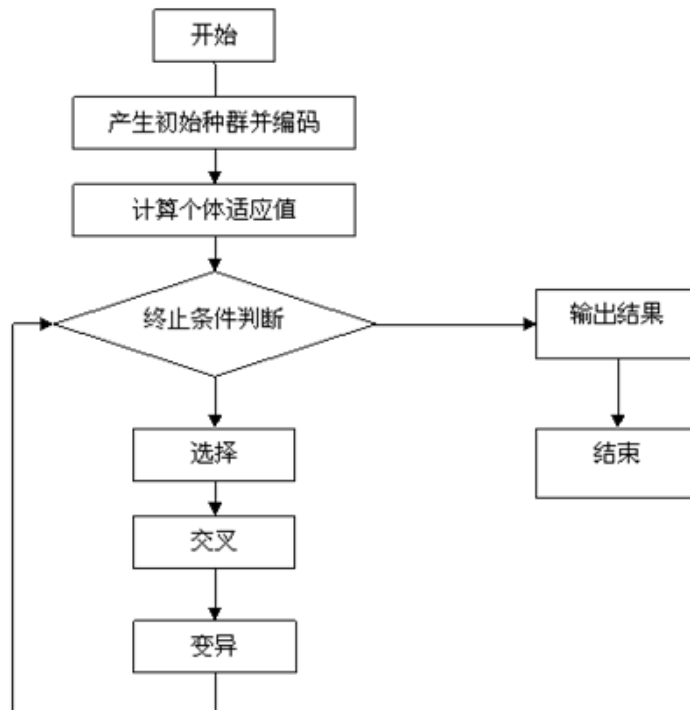 开始
产生初始种群并编码
计算个体适应值
终止条件判断
输出结果
选择
结束
交叉
变异